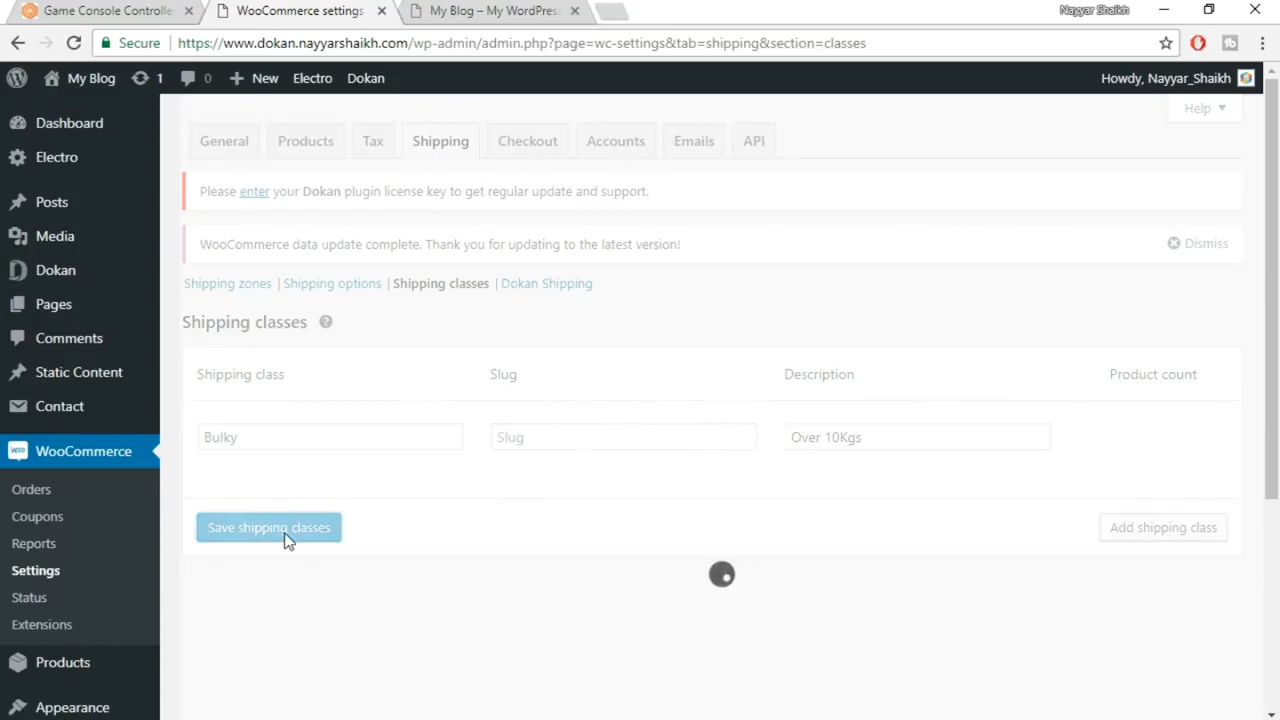 Game Console Controlle
WooCommerce settings
My Blog – My WordPres
Nayyar Shaikh
Secure
https://www.dokan.nayyarshaikh.com/wp-admin/admin.php?page=wc-settings&tab=shipping&section=classes
My Blog
1
0
New
Electro
Dokan
Howdy, Nayyar_Shaikh
Help
Dashboard
Electro
Posts
Media
Dokan
Pages
Comments
Static Content
Contact
WooCommerce
Orders
Coupons
Reports
Settings
Status
Extensions
Products
Appearance
General
Products
Tax
Shipping
Checkout
Accounts
Emails
API
Please enter your Dokan plugin license key to get regular update and support.
WooCommerce data update complete. Thank you for updating to the latest version!
Dismiss
Shipping zones | Shipping options | Shipping classes | Dokan Shipping
Shipping classes
Shipping class
Slug
Description
Product count
Bulky
Slug
Over 10Kgs
Save shipping classes
Add shipping class